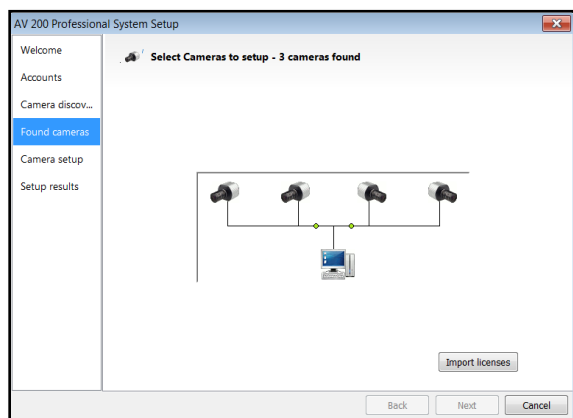 AV 200 Professional System Setup
Welcome
Accounts
Camera discov...
Found cameras
Camera setup
Setup results
Select Cameras to setup - 3 cameras found
Import licenses
Back
Next
Cancel